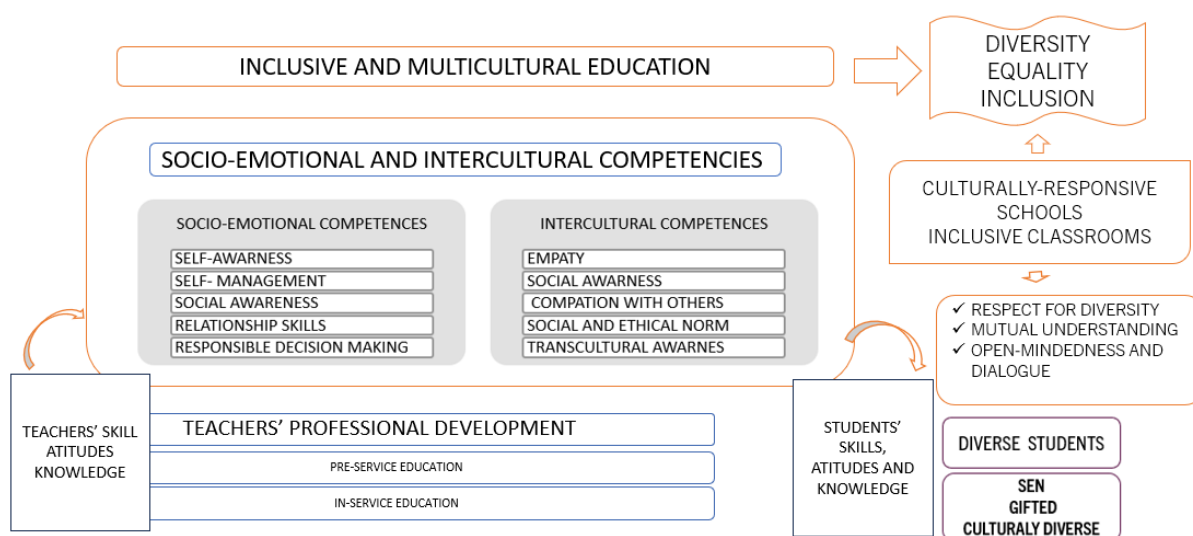 INCLUSIVE AND MULTICULTURAL EDUCATION
DIVERSITY
EQUALITY
INCLUSION
SOCIO-EMOTIONAL AND INTERCULTURAL COMPETENCIES
SOCIO-EMOTIONAL COMPETENCES
SELF-AWARNESS
SELF- MANAGEMENT
SOCIAL AWARENESS
RELATIONSHIP SKILLS
RESPONSIBLE DECISION MAKING
INTERCULTURAL COMPETENCES
EMPATY
SOCIAL AWARNESS
COMPATION WITH OTHERS
SOCIAL AND ETHICAL NORM
TRANSCULTURAL AWARNES
CULTURALLY-RESPONSIVE
SCHOOLS
INCLUSIVE CLASSROOMS
✓ RESPECT FOR DIVERSITY
✓ MUTUAL UNDERSTANDING
✓ OPEN-MINDEDNESS AND
DIALOGUE
TEACHERS’ SKILL
ATITUDES
KNOWLEDGE
TEACHERS’ PROFESSIONAL DEVELOPMENT
PRE-SERVICE EDUCATION
IN-SERVICE EDUCATION
STUDENTS’
SKILLS,
ATITUDES AND
KNOWLEDGE
DIVERSE STUDENTS
SEN
GIFTED
CULTURALY DIVERSE